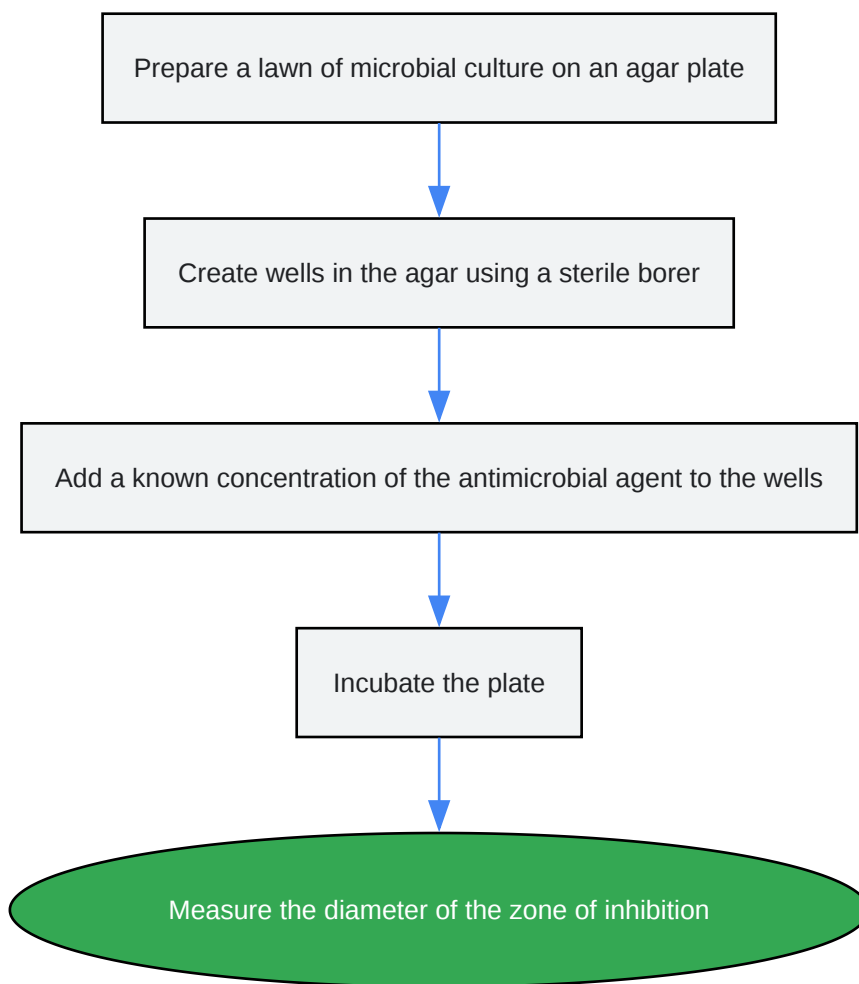 Prepare a lawn of microbial culture on an agar plate
Create wells in the agar using a sterile borer
Add a known concentration of the antimicrobial agent to the wells
Incubate the plate
Measure the diameter of the zone of inhibition